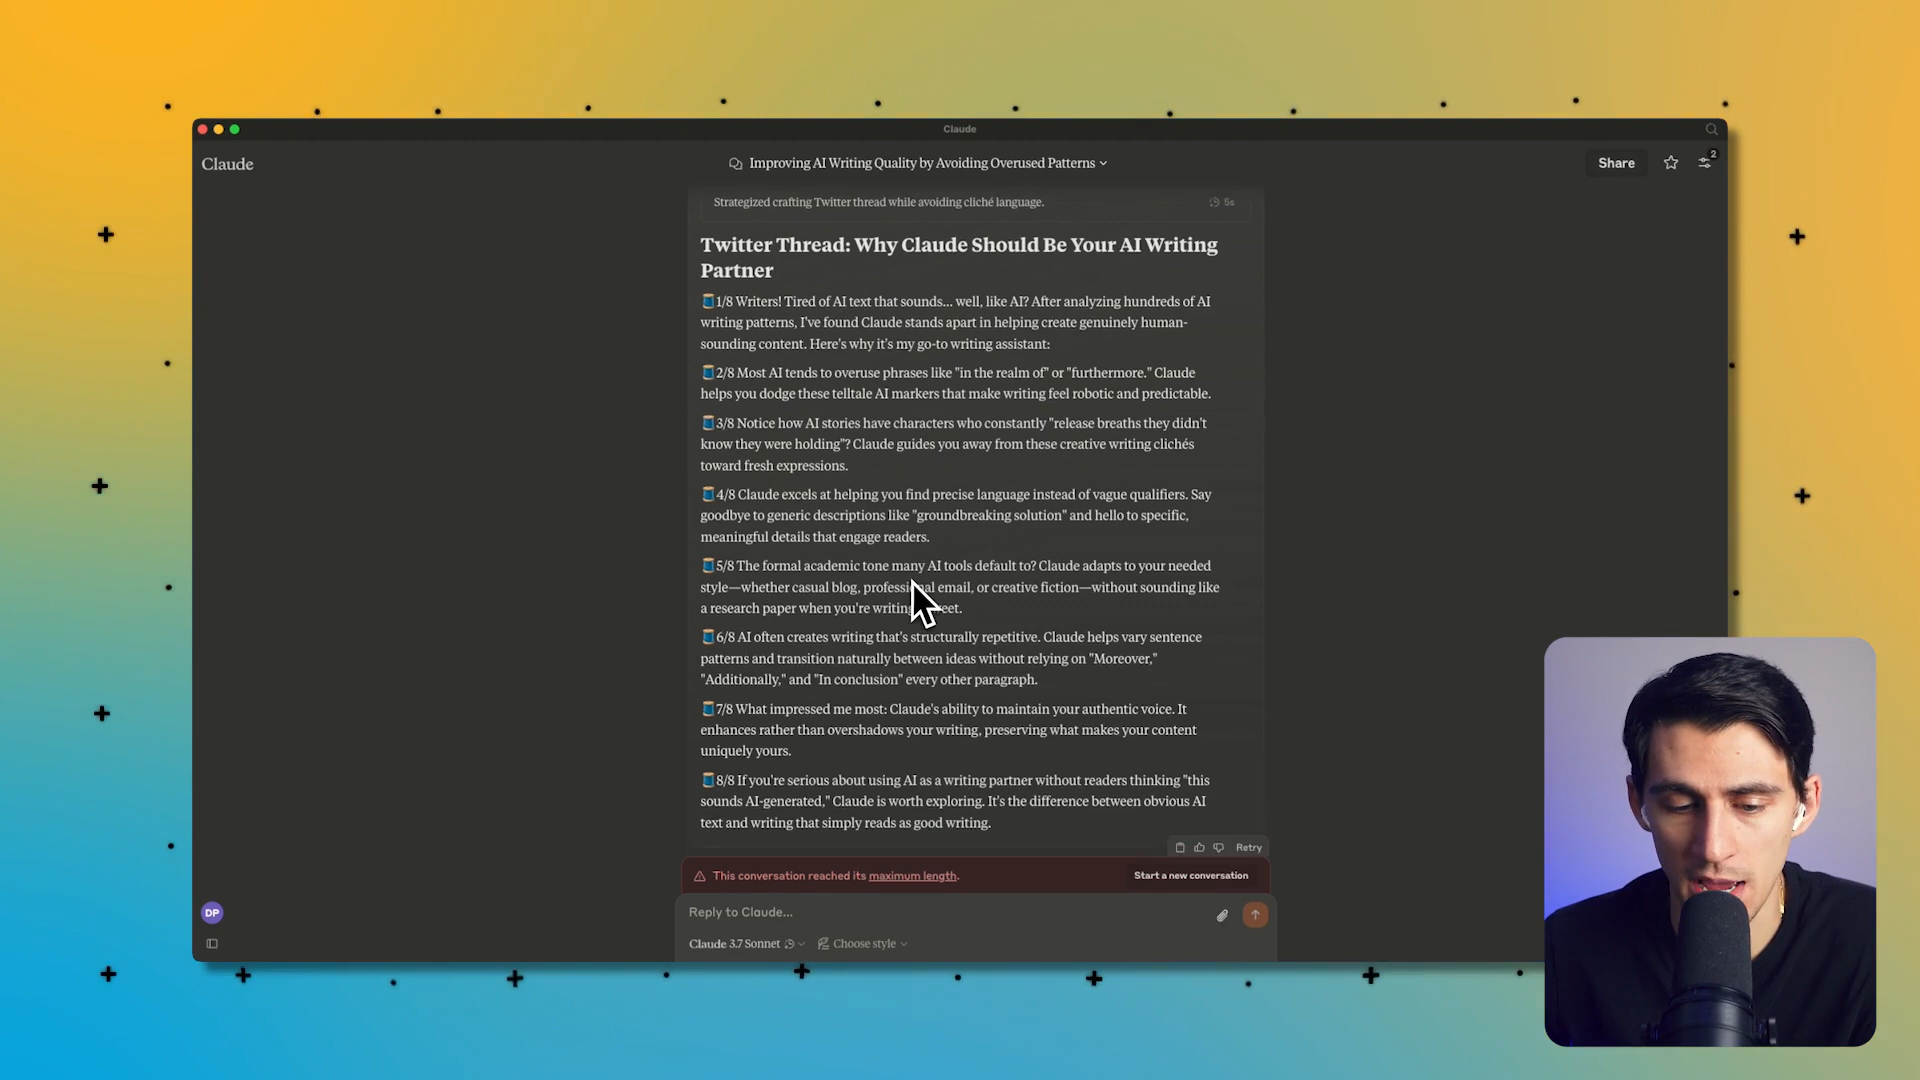 Claude
Claude
Improving AI Writing Quality by Avoiding Overused Patterns
Share
2
Strategized crafting Twitter thread while avoiding cliché language.
5s
Twitter Thread: Why Claude Should Be Your AI Writing
Partner
🧵1/8 Writers! Tired of AI text that sounds... well, like AI? After analyzing hundreds of AI
writing patterns, I've found Claude stands apart in helping create genuinely human-
sounding content. Here's why it's my go-to writing assistant:
🧵2/8 Most AI tends to overuse phrases like "in the realm of" or "furthermore." Claude
helps you dodge these telltale AI markers that make writing feel robotic and predictable.
🧵3/8 Notice how AI stories have characters who constantly "release breaths they didn't
know they were holding"? Claude guides you away from these creative writing clichés
toward fresh expressions.
🧵4/8 Claude excels at helping you find precise language instead of vague qualifiers. Say
goodbye to generic descriptions like "groundbreaking solution" and hello to specific,
meaningful details that engage readers.
🧵5/8 The formal academic tone many AI tools default to? Claude adapts to your needed
style—whether casual blog, professional email, or creative fiction—without sounding like
a research paper when you're writing
🧵6/8 AI often creates writing that's structurally repetitive. Claude helps vary sentence
patterns and transition naturally between ideas without relying on "Moreover,"
"Additionally," and "In conclusion" every other paragraph.
🧵7/8 What impressed me most: Claude's ability to maintain your authentic voice. It
enhances rather than overshadows your writing, preserving what makes your content
uniquely yours.
🧵8/8 If you're serious about using AI as a writing partner without readers thinking "this
sounds AI-generated," Claude is worth exploring. It's the difference between obvious AI
text and writing that simply reads as good writing.
Retry
This conversation reached its maximum length.
Start a new conversation
DP
Reply to Claude...
Claude 3.7 Sonnet
Choose style